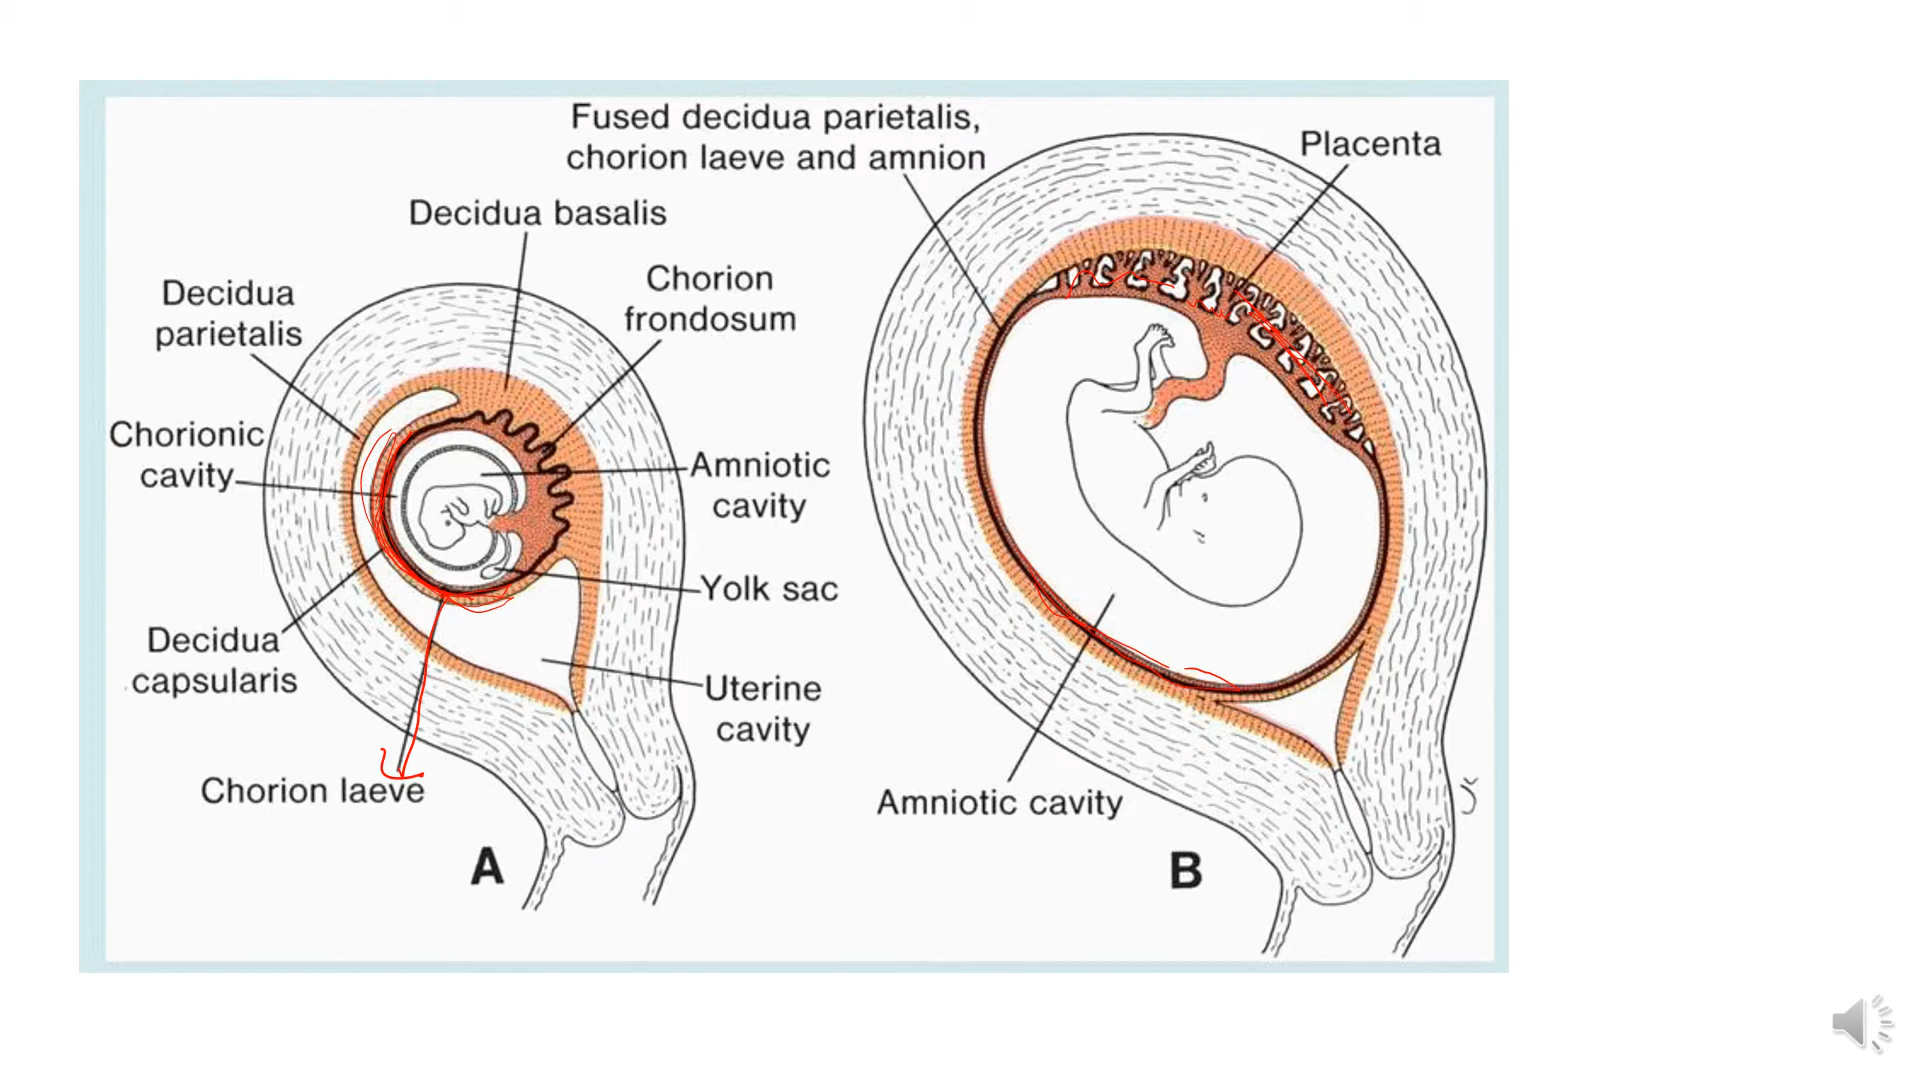 Fused decidua parietalis,
chorion laeve and amnion
Placenta
Decidua basalis
Chorion
frondosum
Decidua
parietalis
Chorionic
cavity
Amniotic
cavity
Yolk sac
Decidua
capsularis
Uterine
cavity
Chorion laeve
Amniotic cavity
A
B